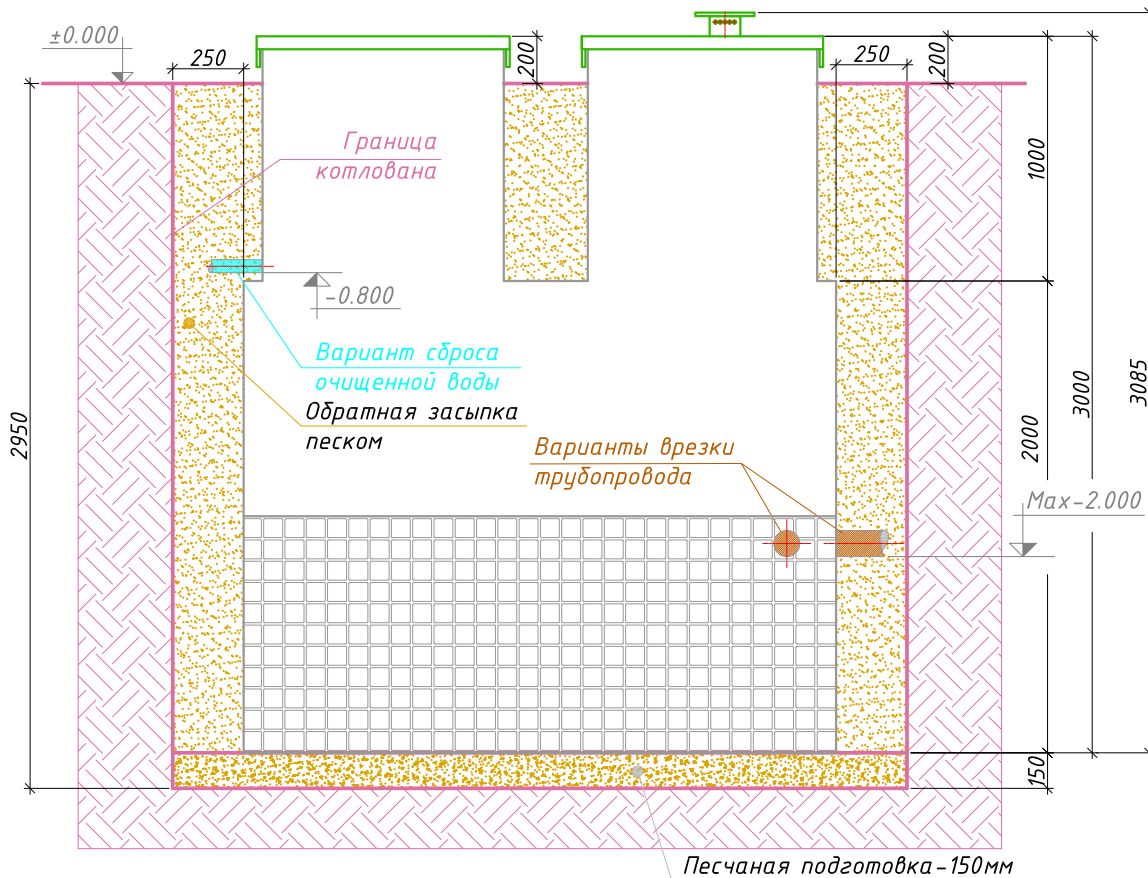 ±0.000
250
200
250
200
Граница
котлована
1000
-0.800
Вариант сброса
очищенной воды
Обратная засыпка
песком
2950
3085
3000
2000
Варианты врезки
трубопровода
Max-2.000
150
Песчаная подготовка-150мм